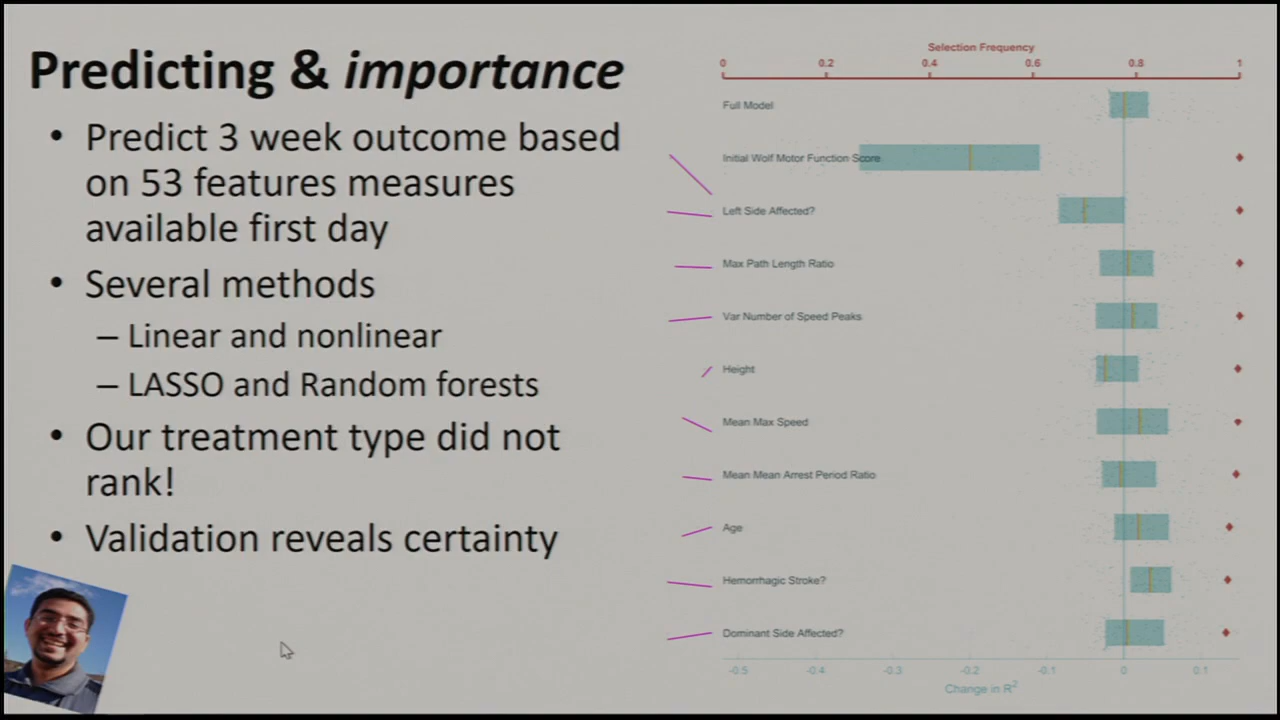 Predicting & importance
• Predict 3 week outcome based
on 53 features measures
available first day
• Several methods
– Linear and nonlinear
– LASSO and Random forests
• Our treatment type did not
rank!
• Validation reveals certainty
Selection Frequency
0 0.2 0.4 0.6 0.8 1
Full Model
Initial Wolf Motor Function Score
Left Side Affected?
Max Path Length Ratio
Var Number of Speed Peaks
Height
Mean Max Speed
Mean Mean Arrest Period Ratio
Age
Hemorrhagic Stroke?
Dominant Side Affected?
-0.5 -0.4 -0.3 -0.2 -0.1 0 0.1
Change in R²